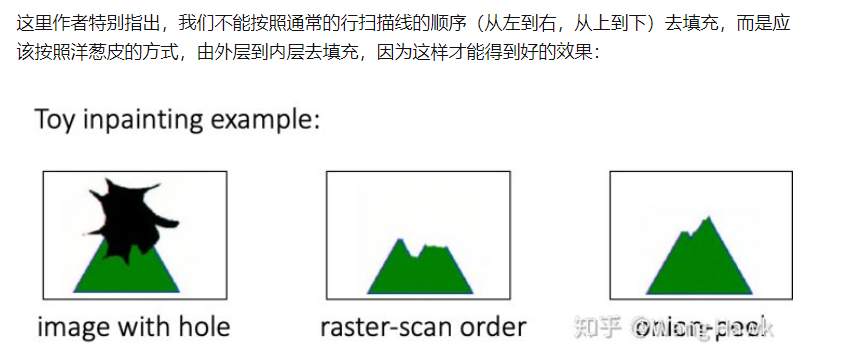 这里作者特别指出，我们不能按照通常的行扫描线的顺序（从左到右，从上到下）去填充，而是应
该按照洋葱皮的方式，由外层到内层去填充，因为这样才能得到好的效果：
Toy inpainting example:
image with hole
raster-scan order
onion-peel
知乎